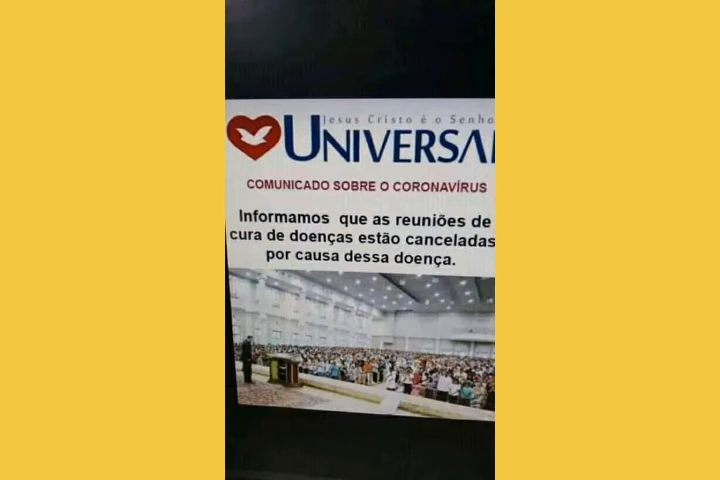 Jesus Cristo é o Senho
UNIVERSAL
COMUNICADO SOBRE O CORONAVÍRUS
Informamos que as reuniões de
cura de doenças estão canceladas
por causa dessa doença.